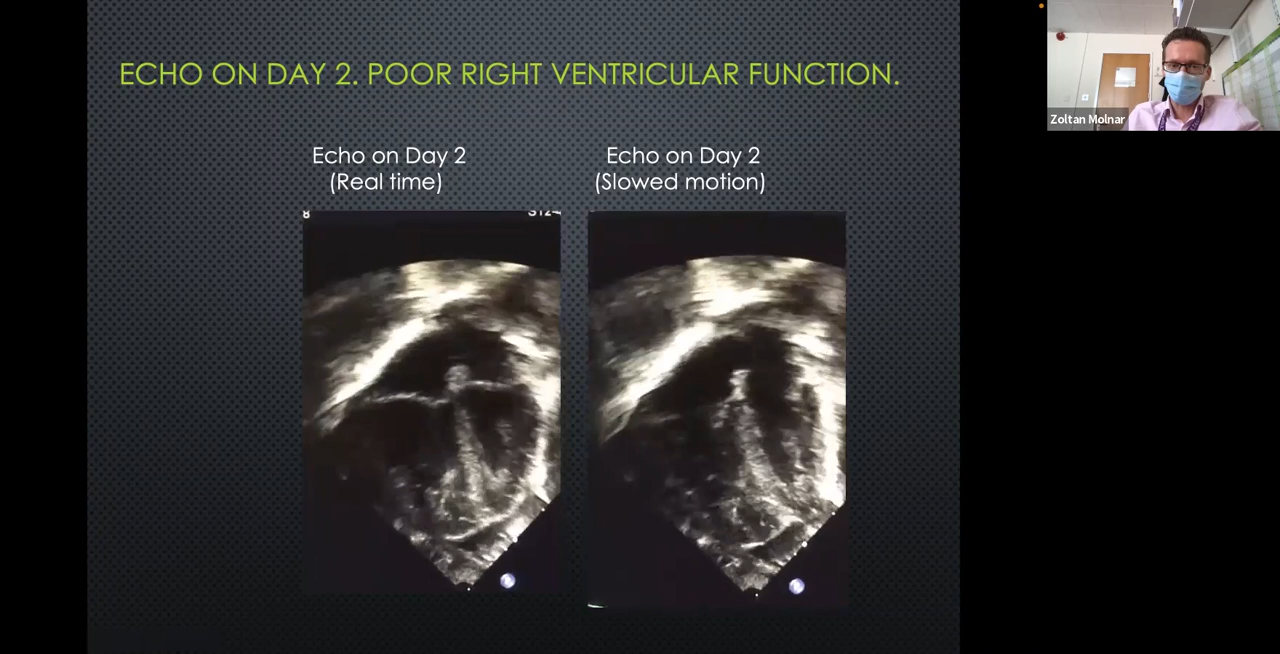 ECHO ON DAY 2. POOR RIGHT VENTRICULAR FUNCTION.
Echo on Day 2
(Real time)
Echo on Day 2
(Slowed motion)
8
Zoltan Molnar